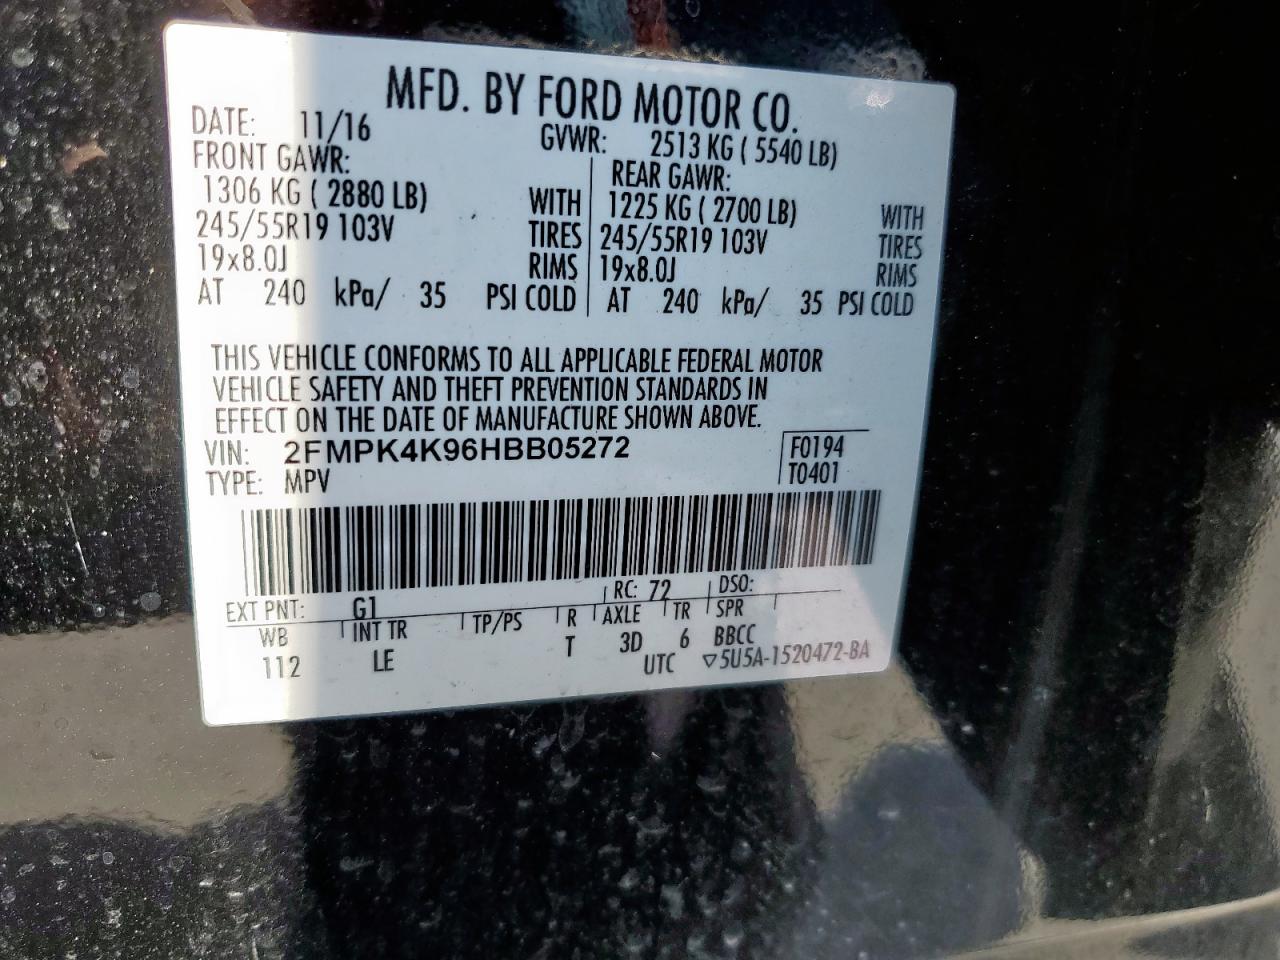 MFD. BY FORD MOTOR CO.
DATE: 11/16 GVWR: 2513 KG ( 5540 LB)
FRONT GAWR: REAR GAWR:
1306 KG ( 2880 LB) WITH 1225 KG ( 2700 LB) WITH
245/55R19 103V TIRES 245/55R19 103V TIRES
19x8.0J RIMS 19x8.0J RIMS
AT 240 kPa/ 35 PSI COLD AT 240 kPa/ 35 PSI COLD
THIS VEHICLE CONFORMS TO ALL APPLICABLE FEDERAL MOTOR
VEHICLE SAFETY AND THEFT PREVENTION STANDARDS IN
EFFECT ON THE DATE OF MANUFACTURE SHOWN ABOVE.
VIN: 2FMPK4K96HBB05272 F0194
TYPE: MPV T0401
EXT PNT: G1 RC: 72 DSO:
WB INT TR TP/PS R AXLE TR SPR
112 LE T 3D 6 BBCC
UTC ▽5U5A-1520472-BA